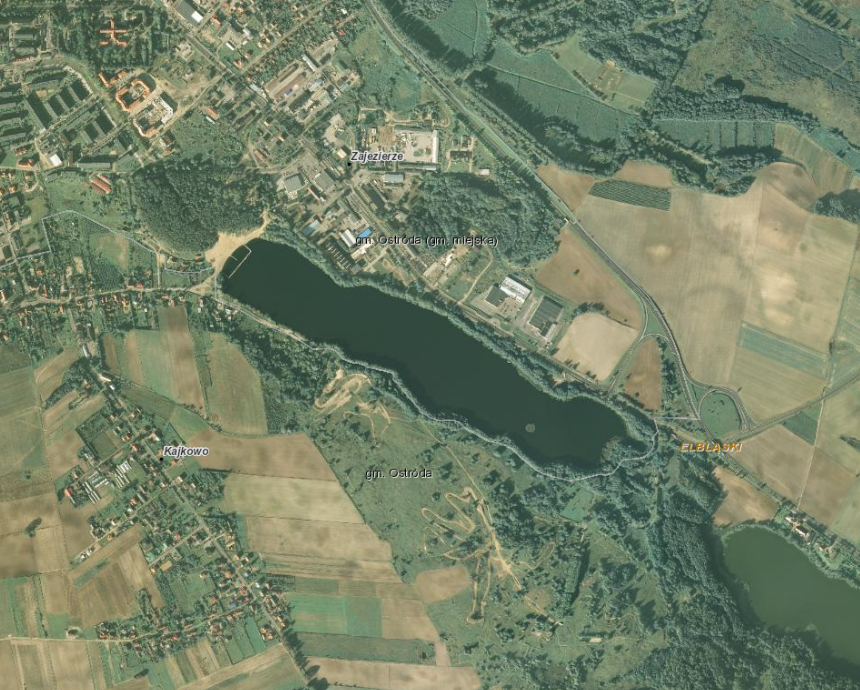 Zajezierze
gm. Ostróda (gm. miejska)
ELBLĄSKI
Kajkowo
gm. Ostróda